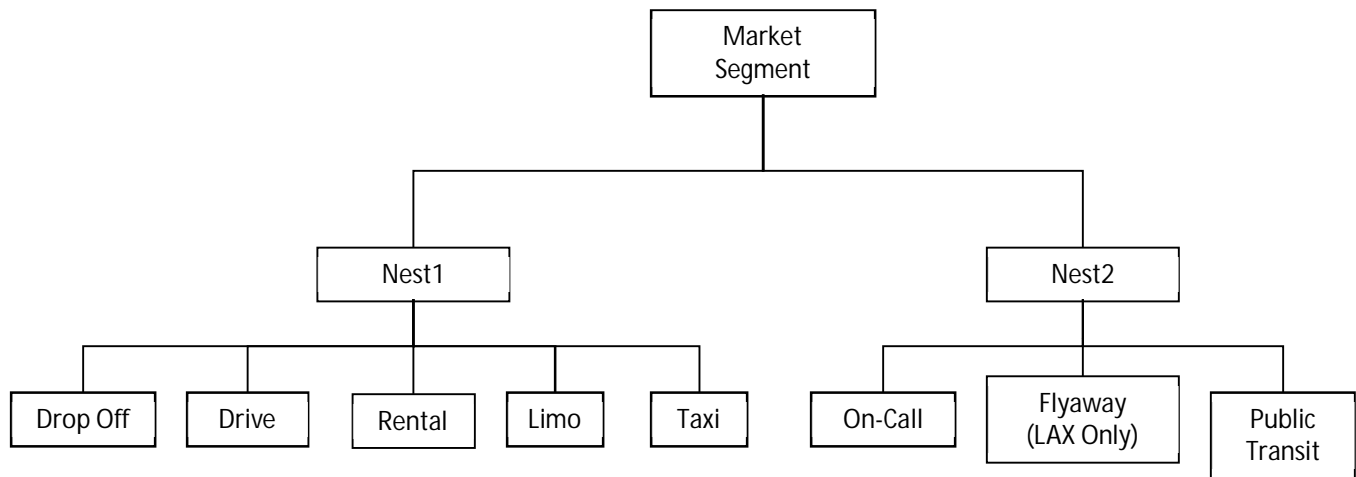 Market
Segment
Nest1
Nest2
Drop Off
Drive
Rental
Limo
Taxi
On-Call
Flyaway
(LAX Only)
Public
Transit